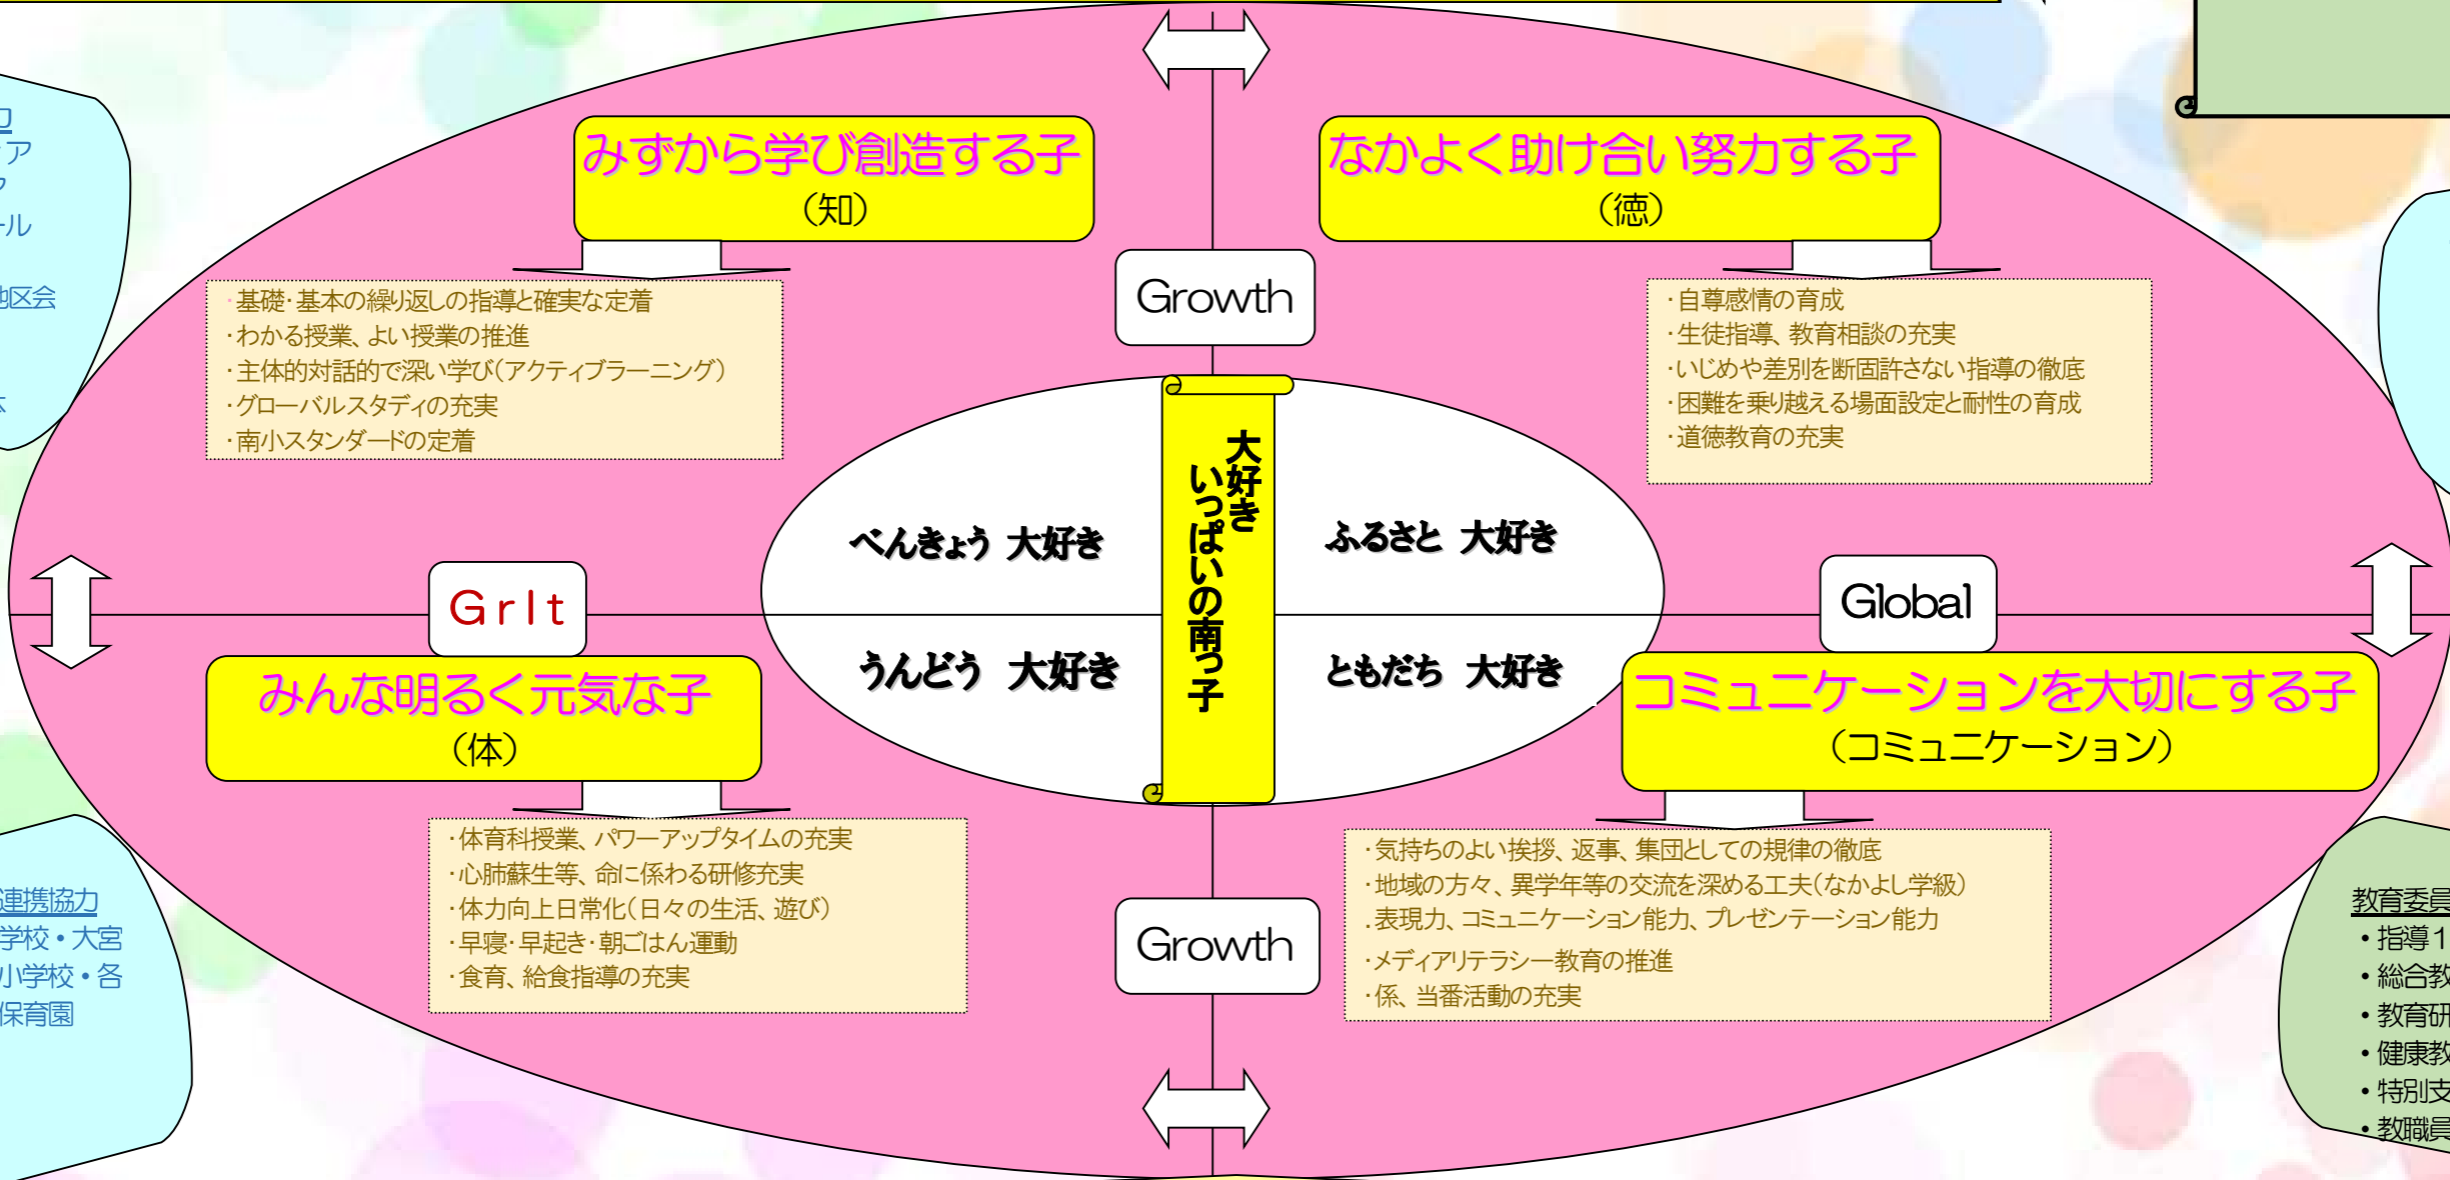 力
ア
ール
地区会
みずから学び創造する子
（知）
・基礎・基本の繰り返しの指導と確実な定着
・わかる授業、よい授業の推進
・主体的対話的で深い学び（アクティブラーニング）
・グローバルスタディの充実
・南小スタンダードの定着
なかよく助け合い努力する子
（徳）
・自尊感情の育成
・生徒指導、教育相談の充実
・いじめや差別を断固許さない指導の徹底
・困難を乗り越える場面設定と耐性の育成
・道徳教育の充実
Growth
大好き
いっぱいの南っ子
べんきょう 大好き
ふるさと 大好き
うんどう 大好き
ともだち 大好き
GrIt
Global
みんな明るく元気な子
（体）
・体育科授業、パワーアップタイムの充実
・心肺蘇生等、命に係わる研修充実
・体力向上日常化（日々の生活、遊び）
・早寝・早起き・朝ごはん運動
・食育、給食指導の充実
コミュニケーションを大切にする子
（コミュニケーション）
・気持ちのよい挨拶、返事、集団としての規律の徹底
・地域の方々、異学年等の交流を深める工夫（なかよし学級）
．表現力、コミュニケーション能力、プレゼンテーション能力
・メディアリテラシー教育の推進
・係、当番活動の充実
Growth
連携協力
学校・大宮
小学校・各
保育園
教育委員
・指導１
・総合教
・教育研
・健康教
・特別支
・教職員